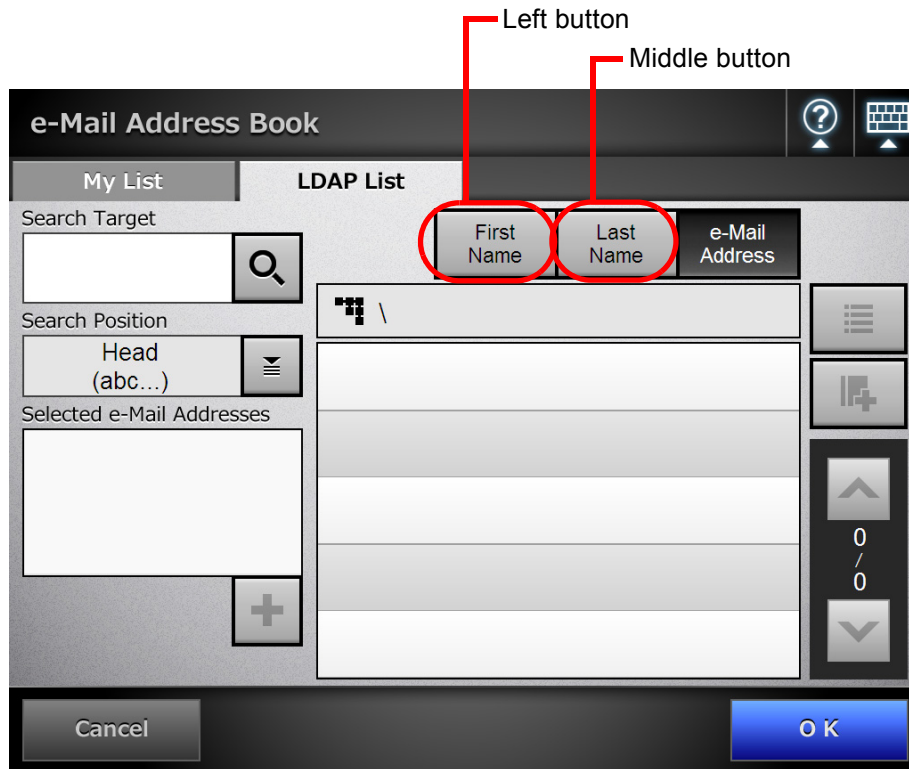 Left button
Middle button
e-Mail Address Book
?
My List
LDAP List
Search Target
First
Name
Last
Name
e-Mail
Address
\
Search Position
Head
(abc...)
Selected e-Mail Addresses
0
/
0
Cancel
OK